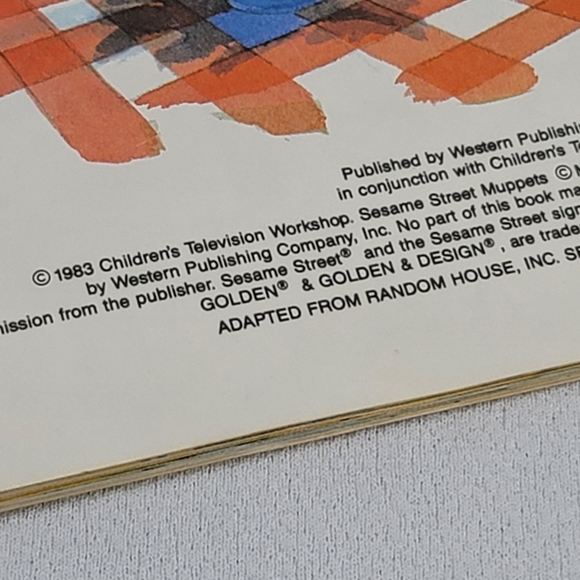 Published by Western Publishi
in conjunction with Children's T
© 1983 Children's Television Workshop. Sesame Street Muppets ©
by Western Publishing Company, Inc. No part of this book ma
mission from the publisher. Sesame Street® and the Sesame Street sign
GOLDEN® & GOLDEN & DESIGN®, are trade
ADAPTED FROM RANDOM HOUSE, INC. SE